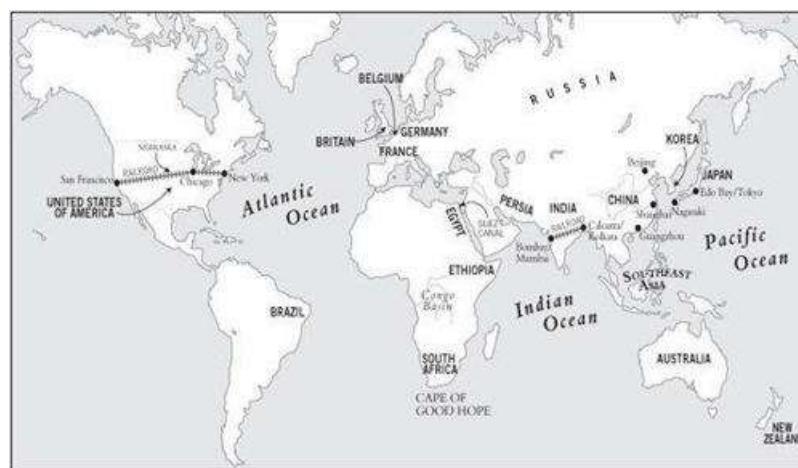 RUSSIA
BELGIUM
BRITAIN
GERMANY
FRANCE
KOREA
NEBRASKA
Beijing
JAPAN
San Francisco
RAILROAD
Chicago
New York
Edo Bay/Tokyo
UNITED STATES
OF AMERICA
Atlantic
Ocean
EGYPT
SUEZ
CANAL
PERSIA
INDIA
RAILROAD
CHINA
Shanghai
Nagasaki
Bombay/
Mumbai
Calcutta/
Kolkata
Guangzhou
Pacific
Ocean
SOUTHEAST
ASIA
ETHIOPIA
Congo
Basin
Indian
Ocean
BRAZIL
SOUTH
AFRICA
AUSTRALIA
CAPE OF
GOOD HOPE
NEW
ZEALAND